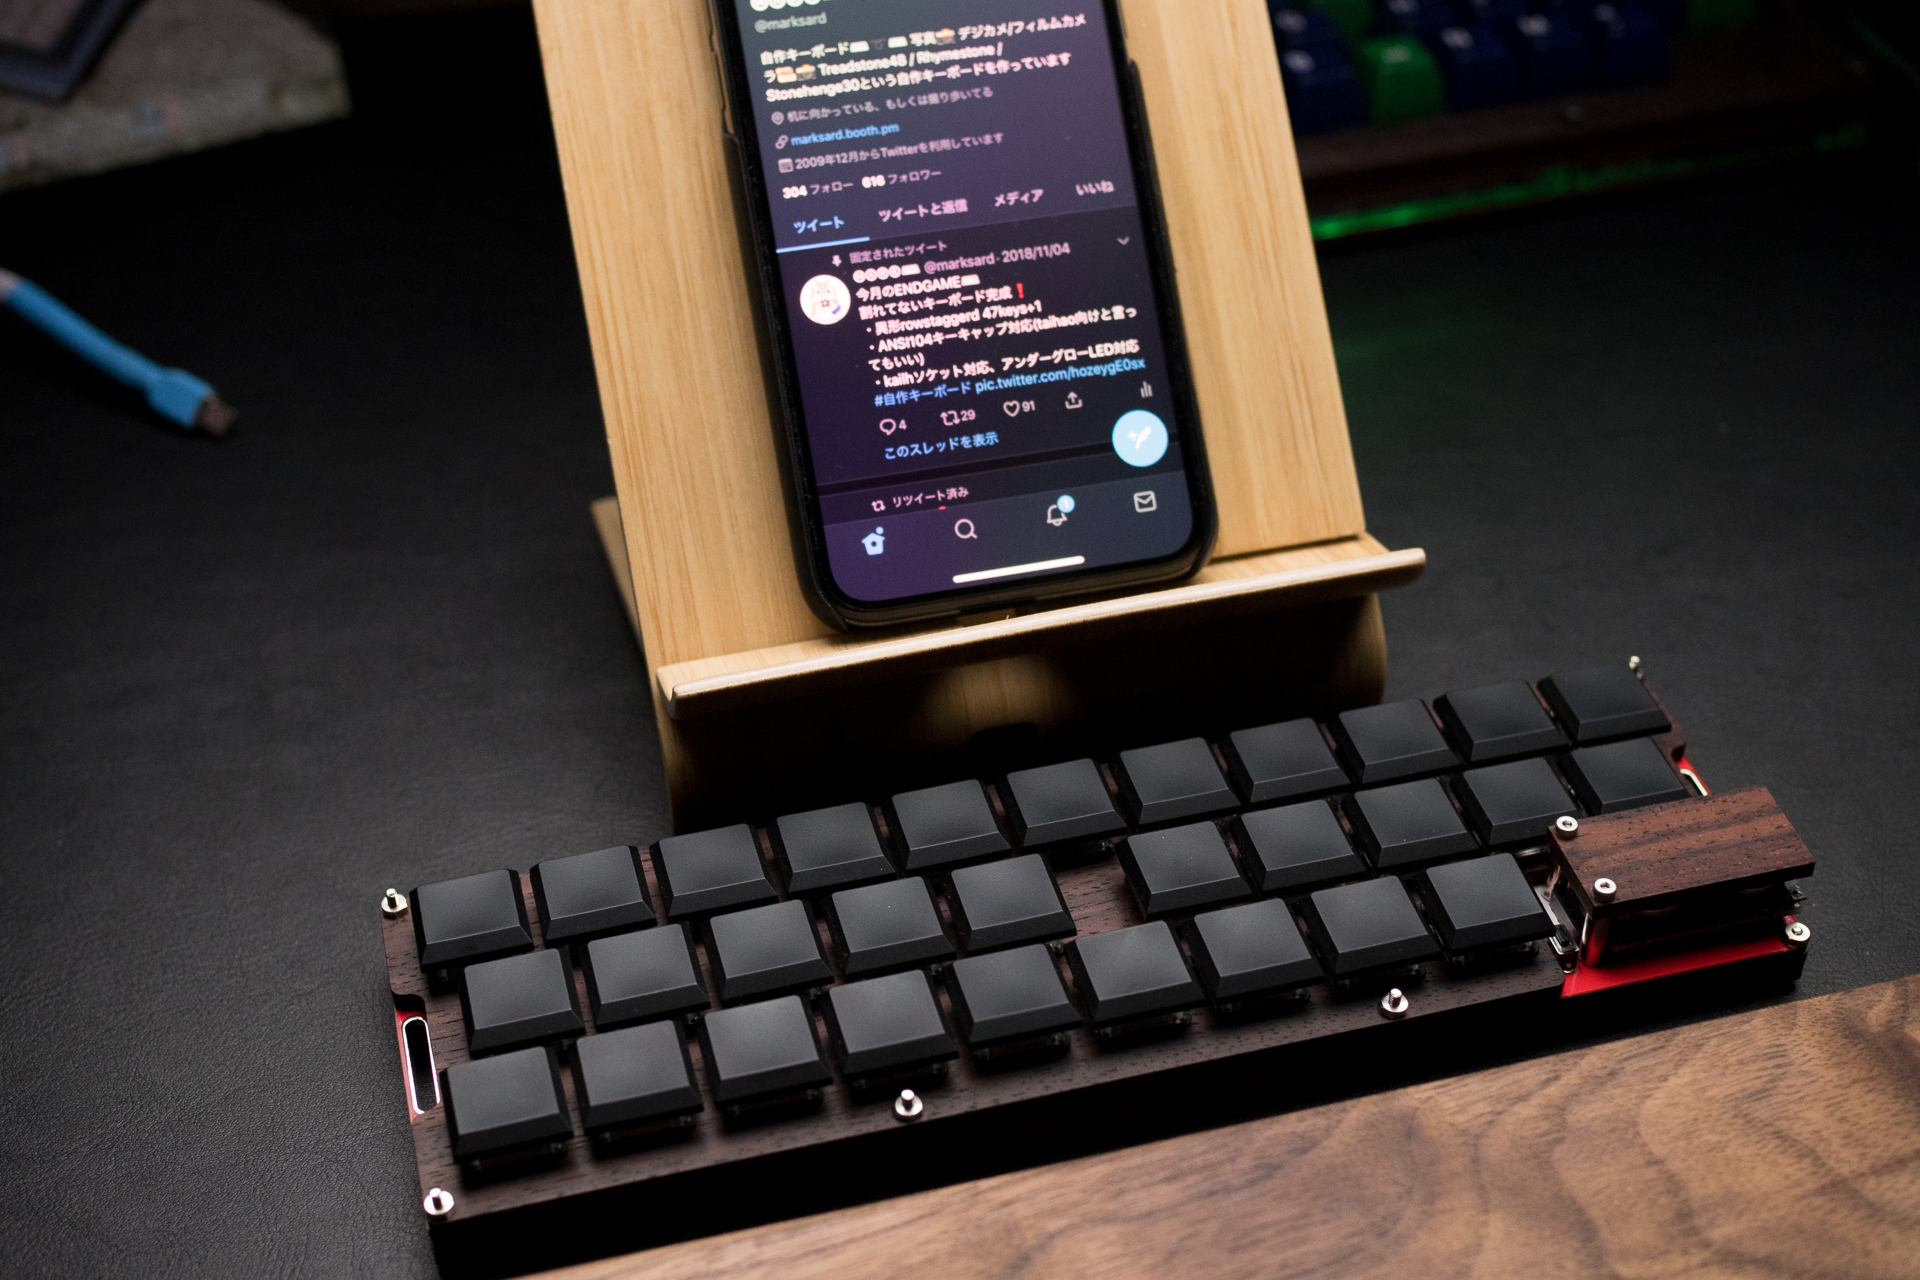 @marksard
自作キーボード 写真 デジカメ/フィルムカメ
ラ Treadstone48 / Rhymestone /
Stonehenge30という自作キーボードを作っています
机に向かっている、もしくは掘り歩いてる
marksard.booth.pm
2009年12月からTwitterを利用しています
304 フォロー 616 フォロワー
ツイート ツイートと返信 メディア いいね
固定されたツイート
@marksard · 2018/11/04
今月のENDGAME
割れてないキーボード完成❗
・異形rowstaggerd 47keys+1
・ANSI104キーキャップ対応(taihao向けと言っ
てもいい)
・kailhソケット対応、アンダーグローLED対応
#自作キーボード pic.twitter.com/hozeygE0sx
4 29 91
このスレッドを表示
リツイート済み